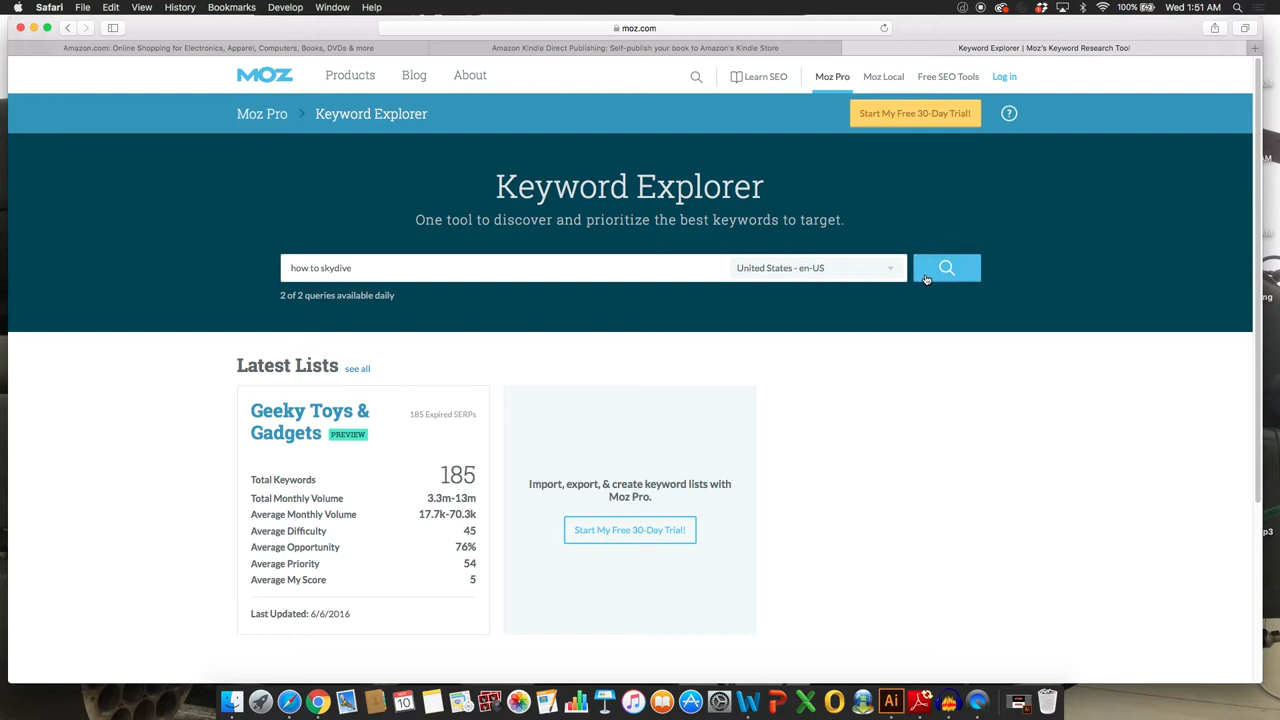 Safari File Edit View History Bookmarks Develop Window Help 100% Wed 1:51 AM
moz.com
Amazon.com: Online Shopping for Electronics, Apparel, Computers, Books, DVDs & more Amazon Kindle Direct Publishing: Self-publish your book to Amazon's Kindle Store Keyword Explorer | Moz's Keyword Research Tool
MOZ Products Blog About Learn SEO Moz Pro Moz Local Free SEO Tools Log in
Moz Pro > Keyword Explorer Start My Free 30-Day Trial! ?
Keyword Explorer
One tool to discover and prioritize the best keywords to target.
how to skydive United States - en-US
2 of 2 queries available daily
Latest Lists see all
Geeky Toys & 185 Expired SERPs
Gadgets PREVIEW
Total Keywords 185
Total Monthly Volume 3.3m-13m
Average Monthly Volume 17.7k-70.3k
Average Difficulty 45
Average Opportunity 76%
Average Priority 54
Average My Score 5
Last Updated: 6/6/2016
Import, export, & create keyword lists with
Moz Pro.
Start My Free 30-Day Trial!